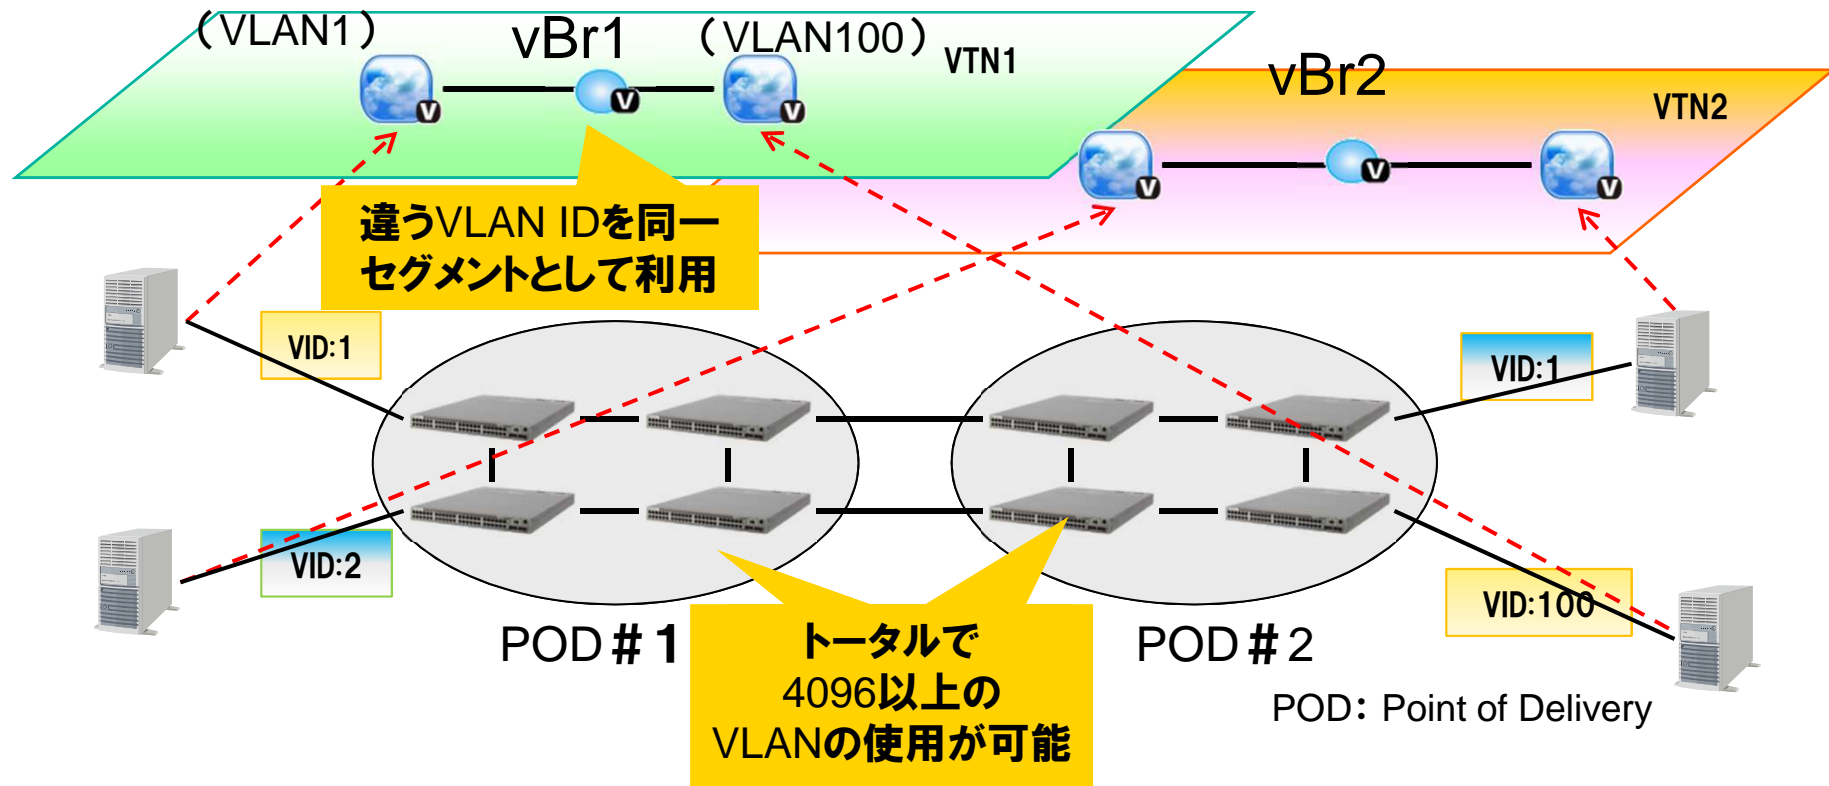 （VLAN1）
vBr1
（VLAN100）
VTN1
vBr2
VTN2
違うVLAN IDを同一
セグメントとして利用
VID:1
VID:1
VID:2
VID:100
POD＃１
POD＃2
トータルで
4096以上の
VLANの使用が可能
POD： Point of Delivery